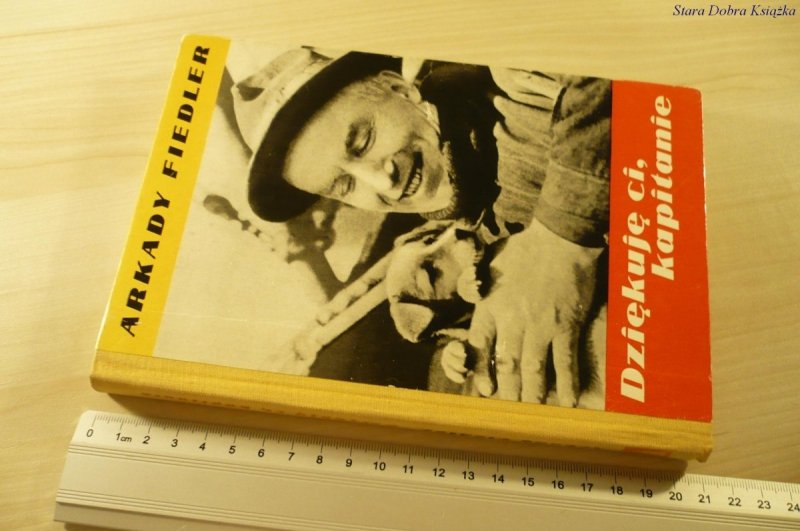 Stara Dobra Książka
ARKADY FIEDLER
Dziękuję ci,
kapitanie
0 1cm 2 3 4 5 6 7 8 9 10 11 12 13 14 15 16 17 18 19 20 21 22 23 24